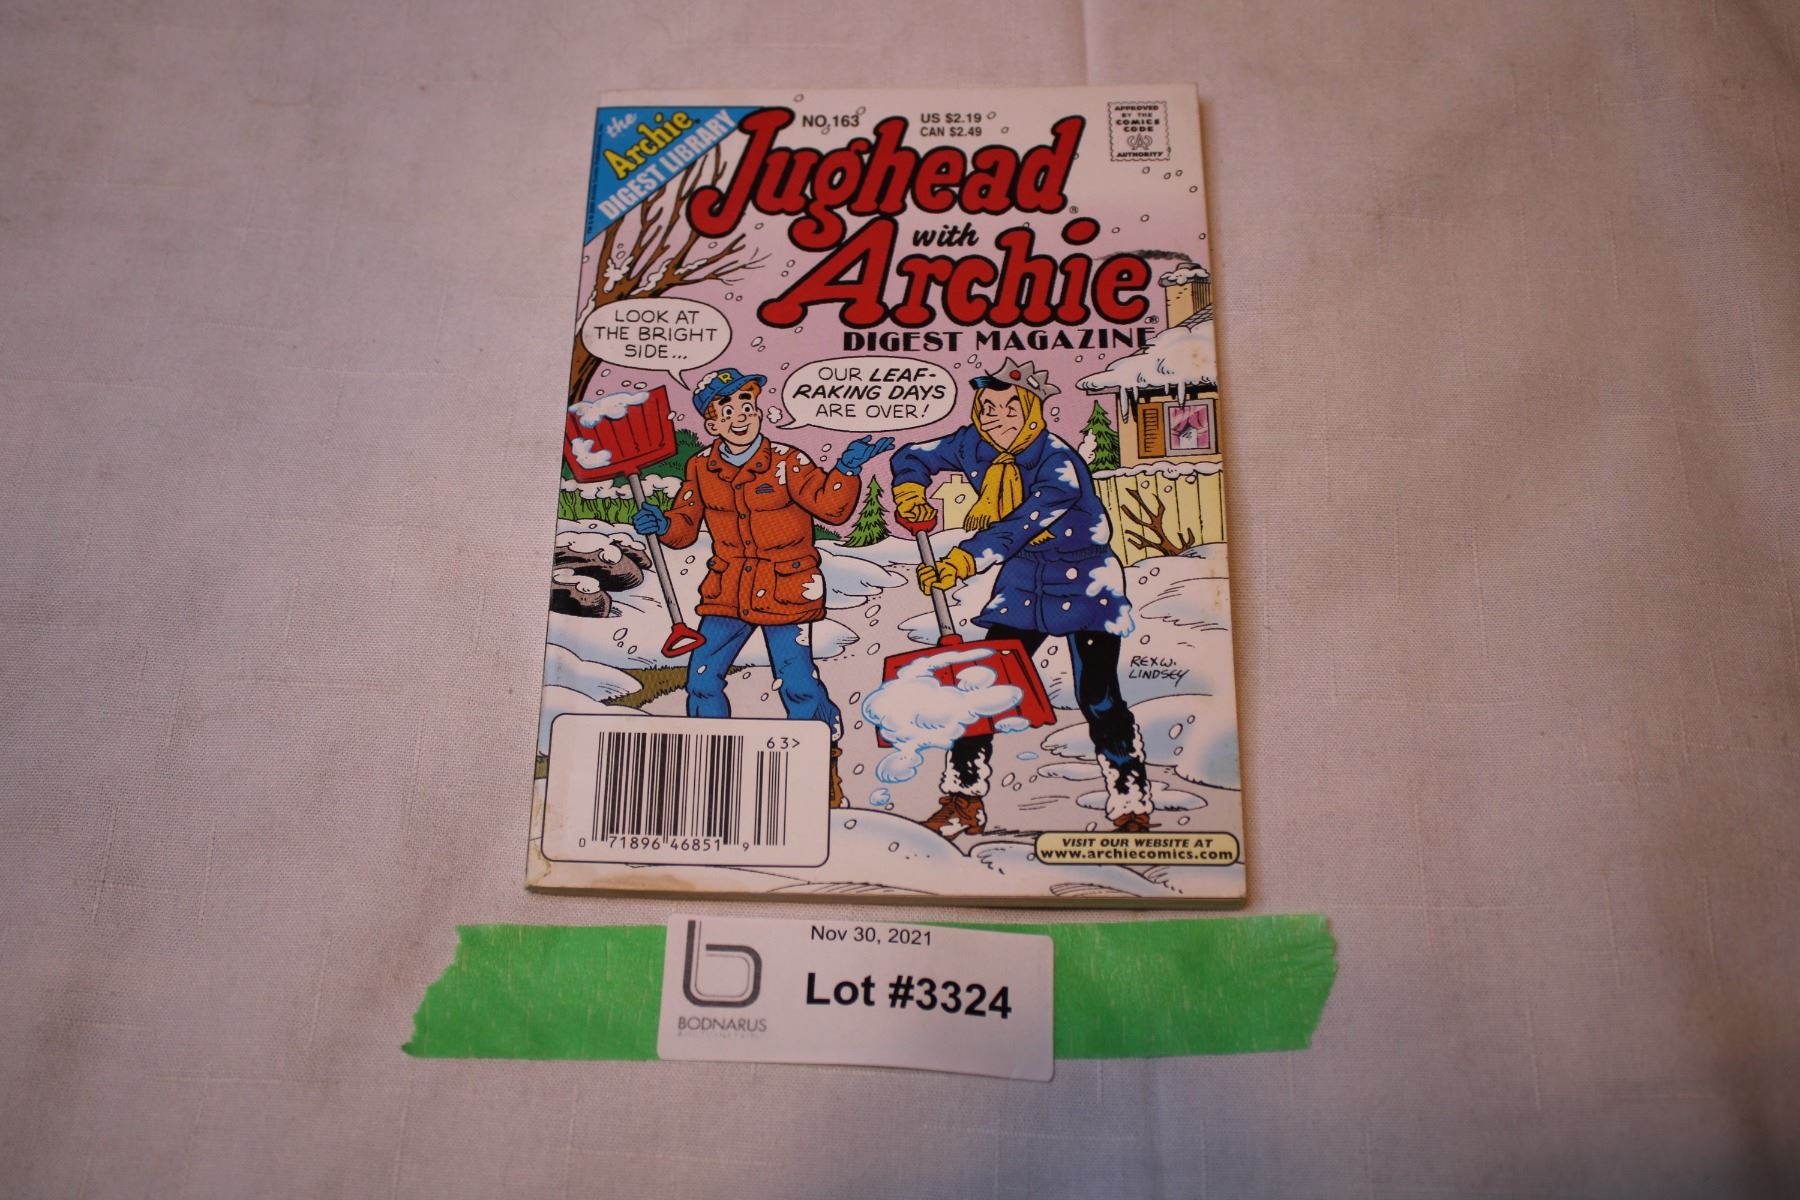 the
Archie
DIGEST LIBRARY
NO. 163
US $2.19
CAN $2.49
APPROVED
BY THE
COMICS
CODE
AUTHORITY
Jughead
with
Archie
DIGEST MAGAZINE
LOOK AT
THE BRIGHT
SIDE...
OUR LEAF-
RAKING DAYS
ARE OVER!
R
REX W.
LINDSEY
63>
0 71896 46851 9
VISIT OUR WEBSITE AT
www.archiecomics.com
Nov 30, 2021
Lot #3324
BODNARUS